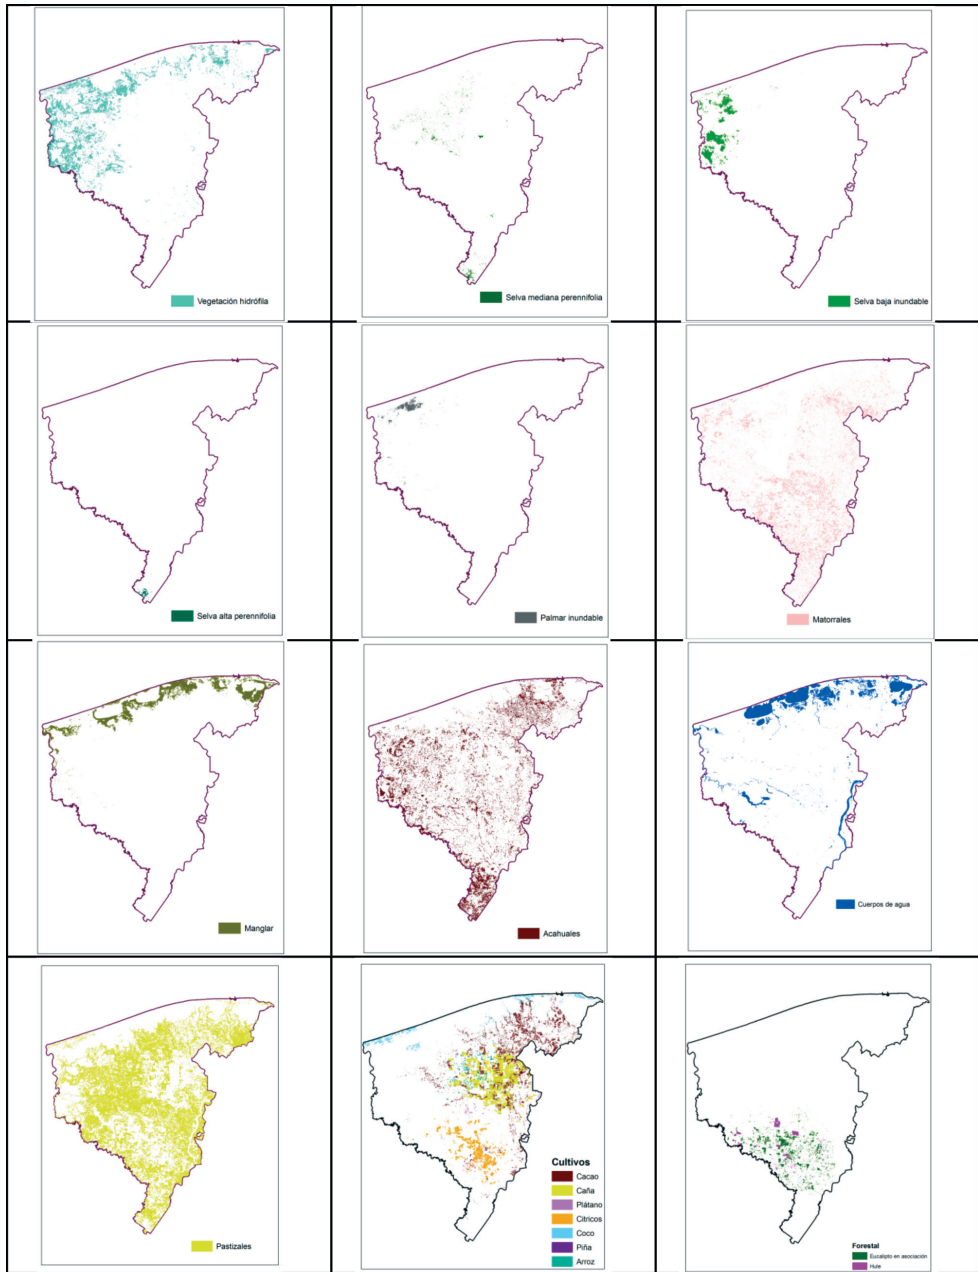 Vegetación hidrófila
Selva mediana perennifolia
Selva baja inundable
Selva alta perennifolia
Palmar inundable
Matorrales
Manglar
Acahuales
Cuerpos de agua
Pastizales
Cultivos
Cacao
Caña
Plátano
Citricos
Coco
Piña
Arroz
Forestal
Eucalipto en asociación
Hule